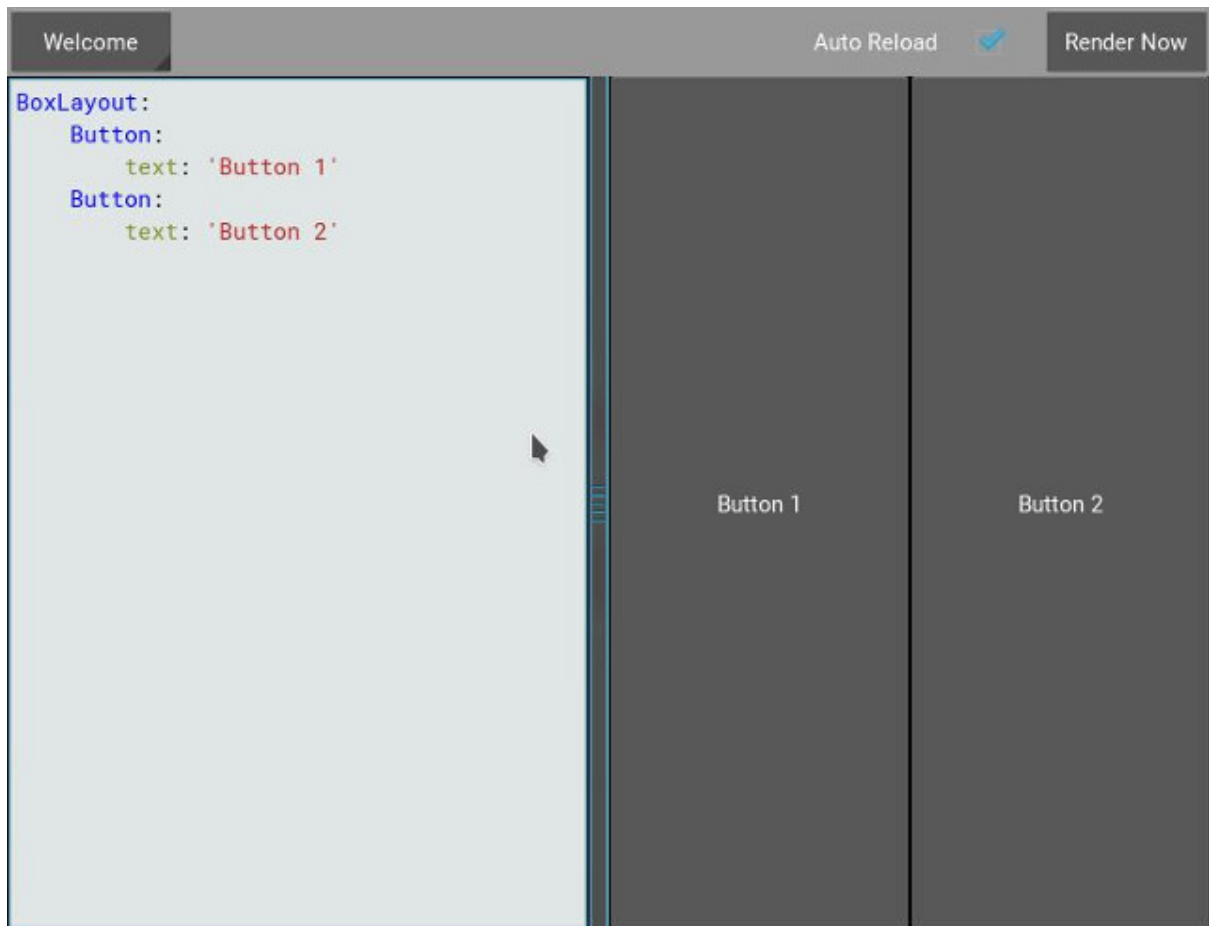 Welcome
Auto Reload
Render Now
BoxLayout:
    Button:
        text: 'Button 1'
    Button:
        text: 'Button 2'
Button 1
Button 2